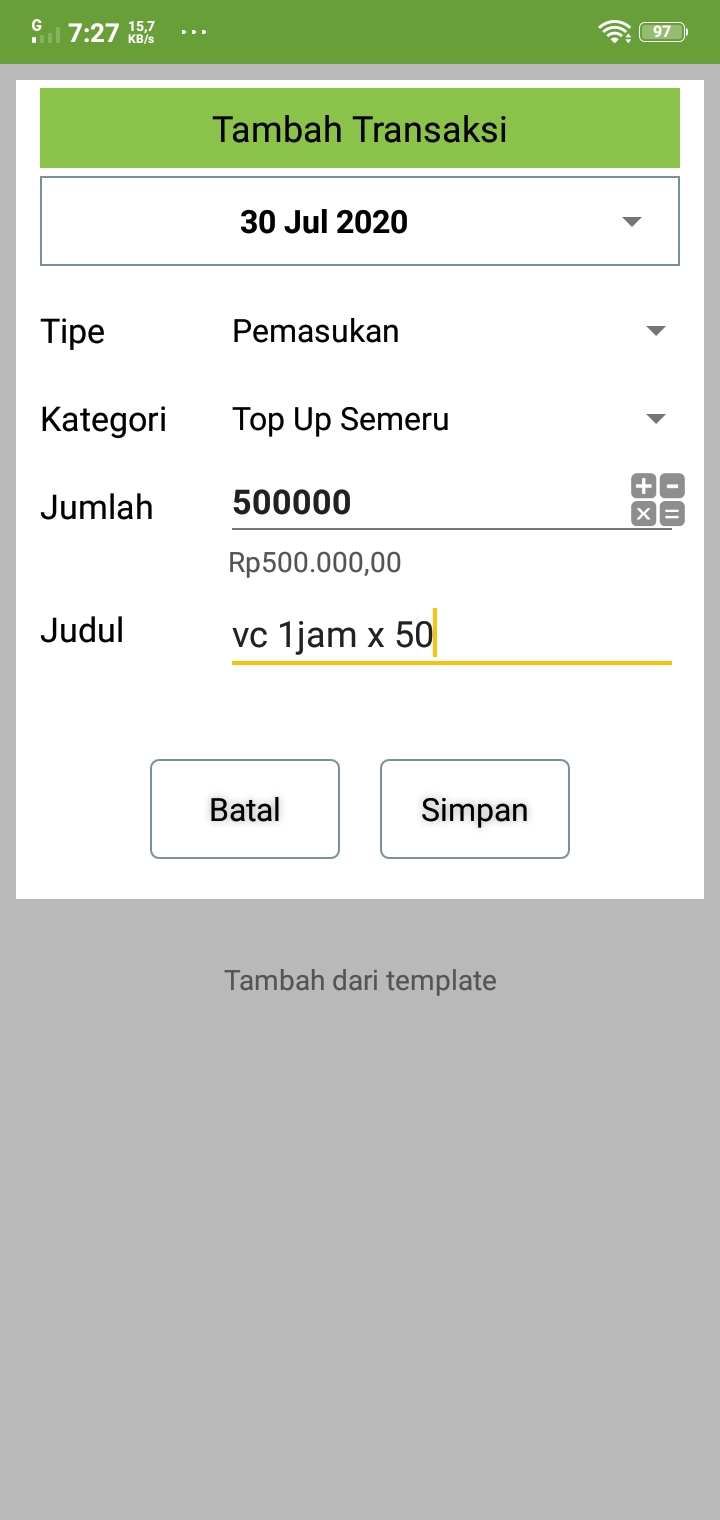 G 7:27 15,7 KB/s ... 97
Tambah Transaksi
30 Jul 2020
Tipe Pemasukan
Kategori Top Up Semeru
Jumlah 500000
Rp500.000,00
Judul vc 1jam x 50
Batal Simpan
Tambah dari template